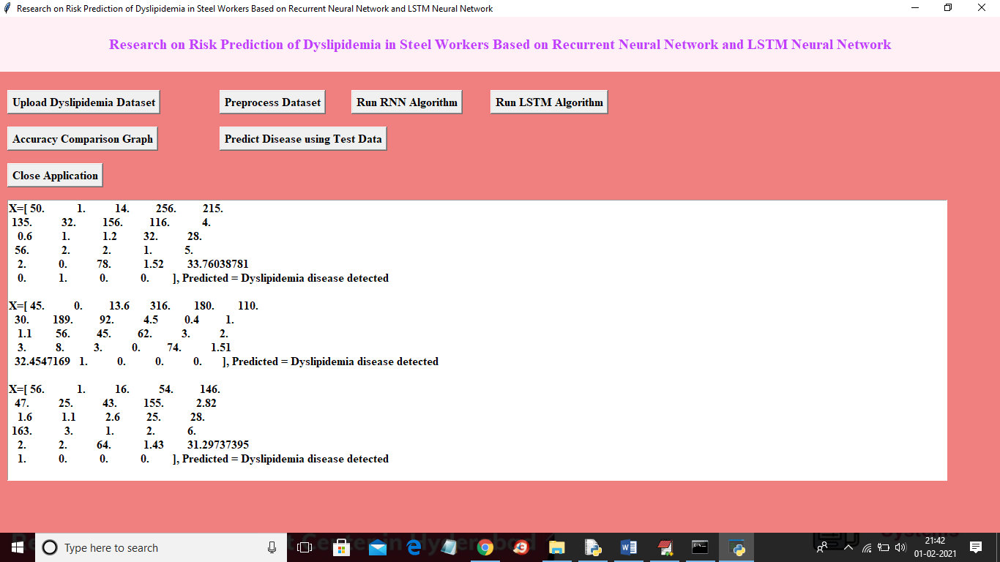 Research on Risk Prediction of Dyslipidemia in Steel Workers Based on Recurrent Neural Network and LSTM Neural Network
Research on Risk Prediction of Dyslipidemia in Steel Workers Based on Recurrent Neural Network and LSTM Neural Network
Upload Dyslipidemia Dataset Preprocess Dataset Run RNN Algorithm Run LSTM Algorithm
Accuracy Comparison Graph Predict Disease using Test Data
Close Application
X=[ 50. 1. 14. 256. 215.
135. 32. 156. 116. 4.
0.6 1. 1.2 32. 28.
56. 2. 2. 1. 5.
2. 0. 78. 1.52 33.76038781
0. 1. 0. 0. ], Predicted = Dyslipidemia disease detected
X=[ 45. 0. 13.6 316. 180. 110.
30. 189. 92. 4.5 0.4 1.
1.1 56. 45. 62. 3. 2.
3. 8. 3. 0. 74. 1.51
32.4547169 1. 0. 0. 0. ], Predicted = Dyslipidemia disease detected
X=[ 56. 1. 16. 54. 146.
47. 25. 43. 155. 2.82
1.6 1.1 2.6 25. 28.
163. 3. 1. 2. 6.
2. 2. 64. 1.43 31.29737395
1. 0. 0. 0. ], Predicted = Dyslipidemia disease detected
Type here to search
21:42
01-02-2021